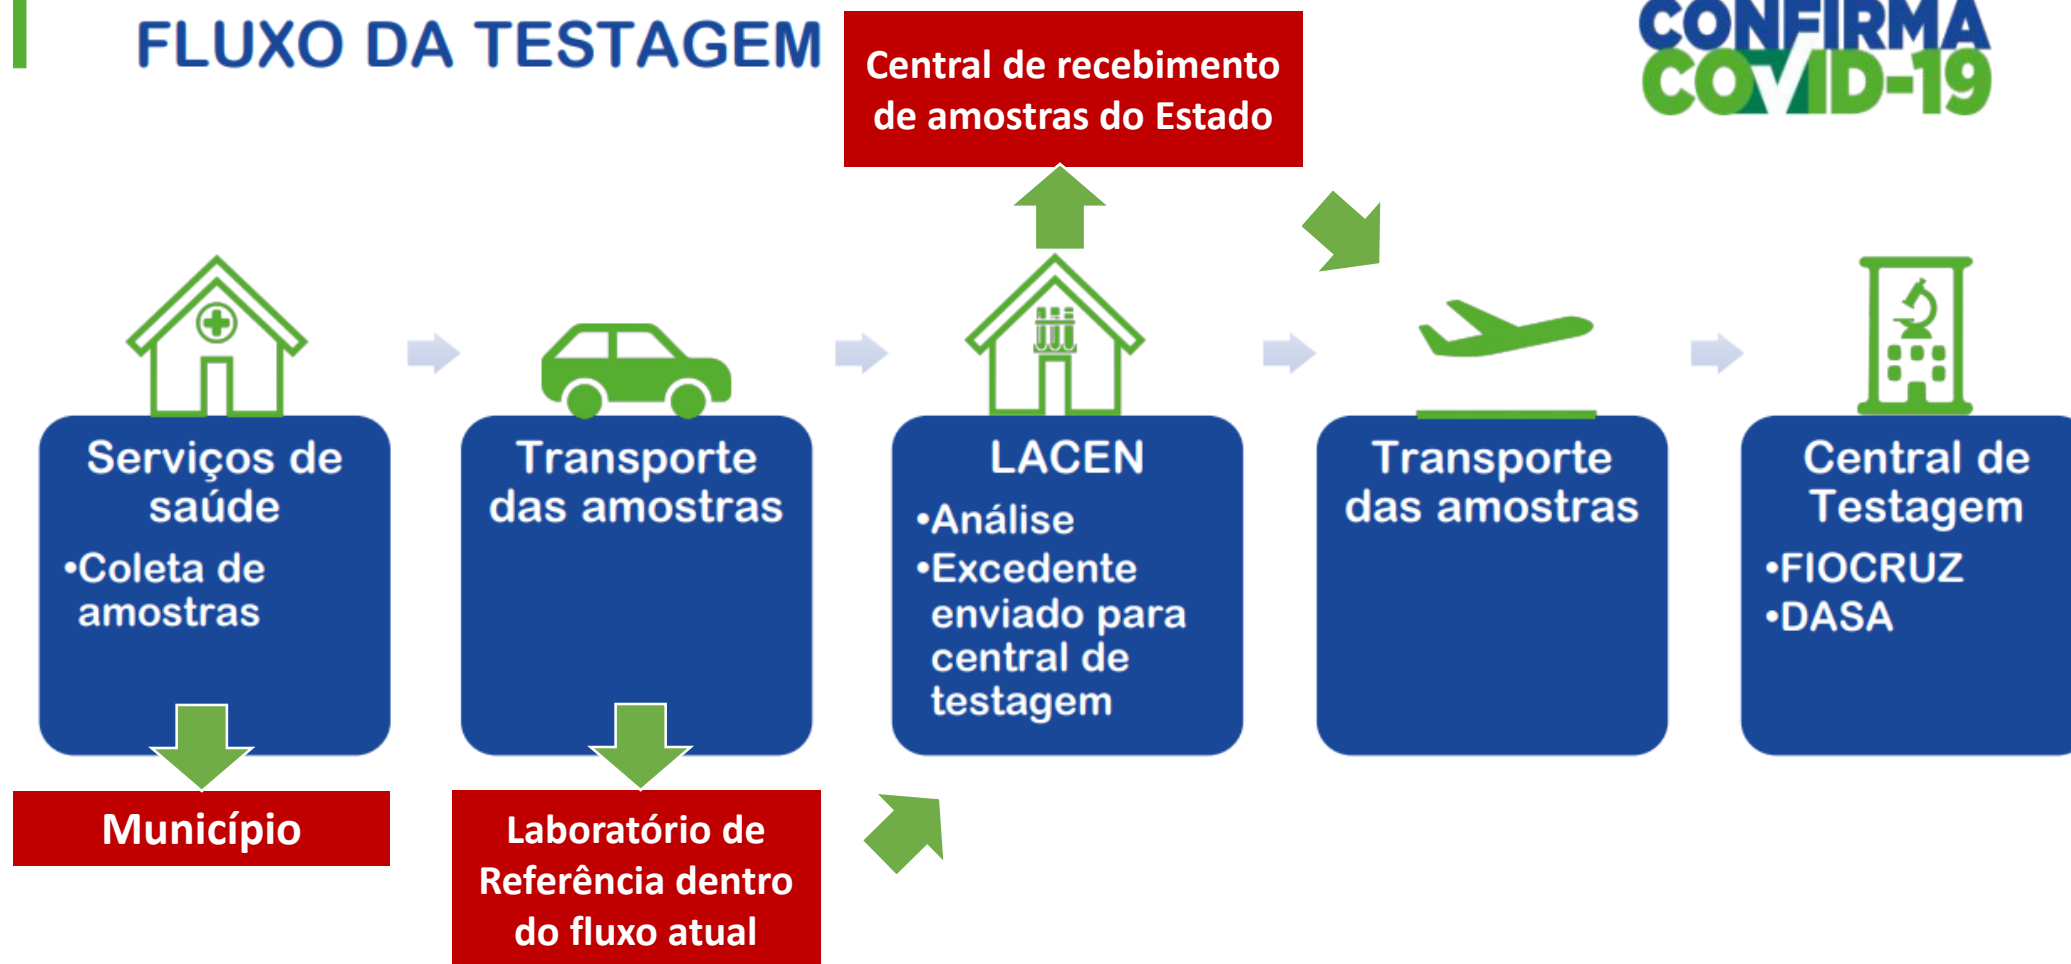 FLUXO DA TESTAGEM
Central de recebimento
de amostras do Estado
CONFIRMA
COVID-19
Serviços de
saúde
•Coleta de
amostras
Transporte
das amostras
LACEN
•Análise
•Excedente
enviado para
central de
testagem
Transporte
das amostras
Central de
Testagem
•FIOCRUZ
•DASA
Município
Laboratório de
Referência dentro
do fluxo atual